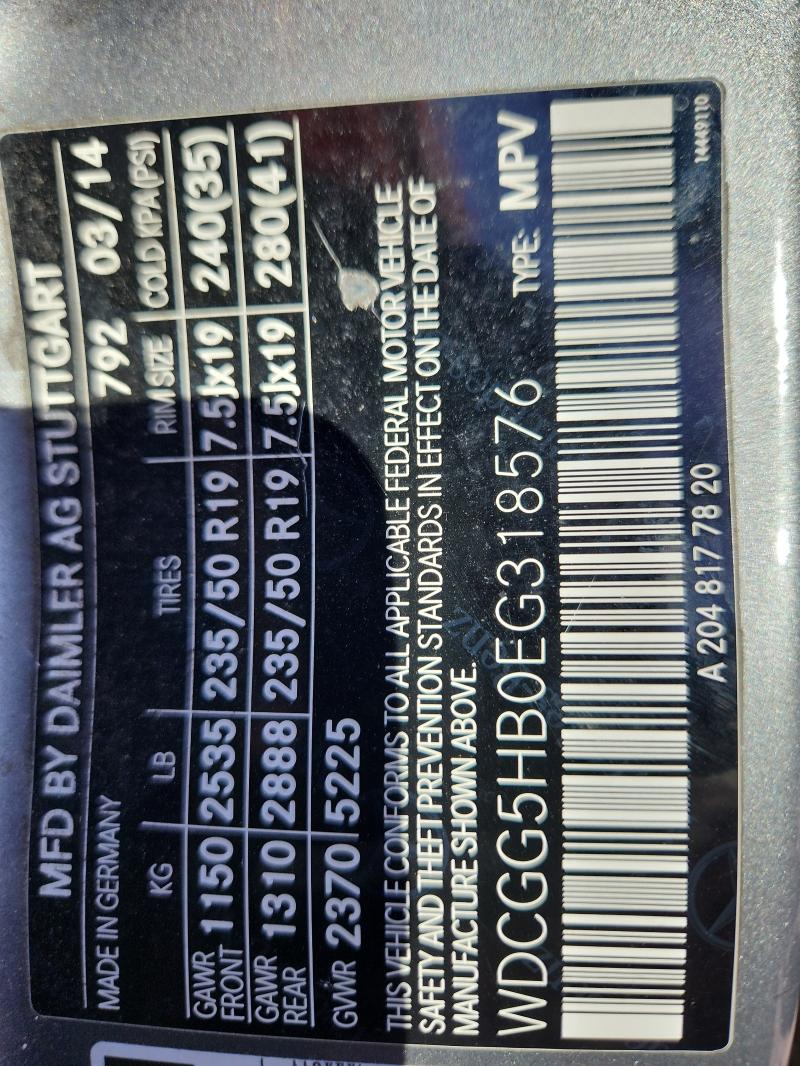 MFD BY DAIMLER AG STUTTGART
MADE IN GERMANY 792 03/14
KG LB TIRES RIM SIZE COLD KPA(PSI)
GAWR FRONT 1150 2535 235/50 R19 7.5Jx19 240(35)
GAWR REAR 1310 2888 235/50 R19 7.5Jx19 280(41)
GVWR 2370 5225
THIS VEHICLE CONFORMS TO ALL APPLICABLE FEDERAL MOTOR VEHICLE
SAFETY AND THEFT PREVENTION STANDARDS IN EFFECT ON THE DATE OF
MANUFACTURE SHOWN ABOVE.
WDCGG5HB0EG318576 TYPE: MPV
A 204 817 78 20